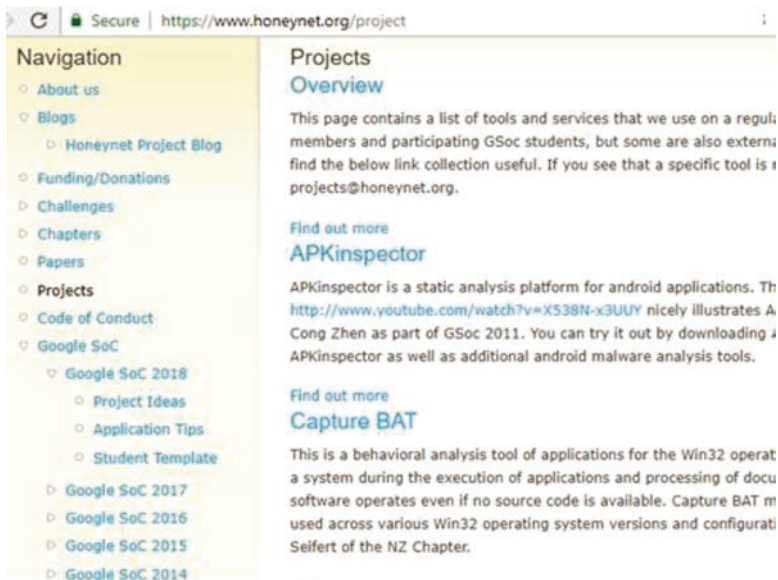 Secure | https://www.honeynet.org/project
Navigation
About us
Blogs
Honeynet Project Blog
Funding/Donations
Challenges
Chapters
Papers
Projects
Code of Conduct
Google SoC
Google SoC 2018
Project Ideas
Application Tips
Student Template
Google SoC 2017
Google SoC 2016
Google SoC 2015
Google SoC 2014
Projects
Overview
This page contains a list of tools and services that we use on a regula
members and participating GSoc students, but some are also externa
find the below link collection useful. If you see that a specific tool is
projects@honeynet.org.
Find out more
APKinspector
APKinspector is a static analysis platform for android applications. Th
http://www.youtube.com/watch?v=X538N-x3UUY nicely illustrates A
Cong Zhen as part of GSoc 2011. You can try it out by downloading
APKinspector as well as additional android malware analysis tools.
Find out more
Capture BAT
This is a behavioral analysis tool of applications for the Win32 operati
a system during the execution of applications and processing of docu
software operates even if no source code is available. Capture BAT m
used across various Win32 operating system versions and configurati
Seifert of the NZ Chapter.